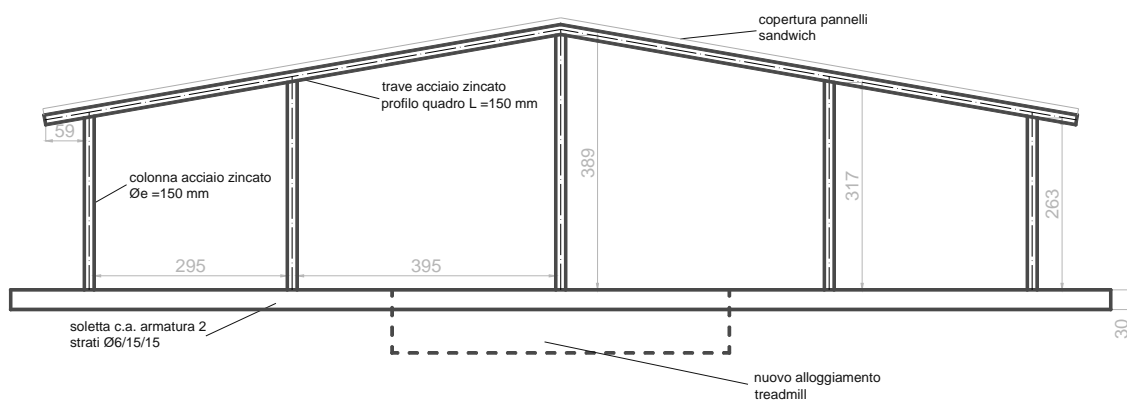 copertura pannelli
sandwich
trave acciaio zincato
profilo quadro L =150 mm
59
389
colonna acciaio zincato
Øe =150 mm
317
263
295
395
soletta c.a. armatura 2
strati Ø6/15/15
30
nuovo alloggiamento
treadmill